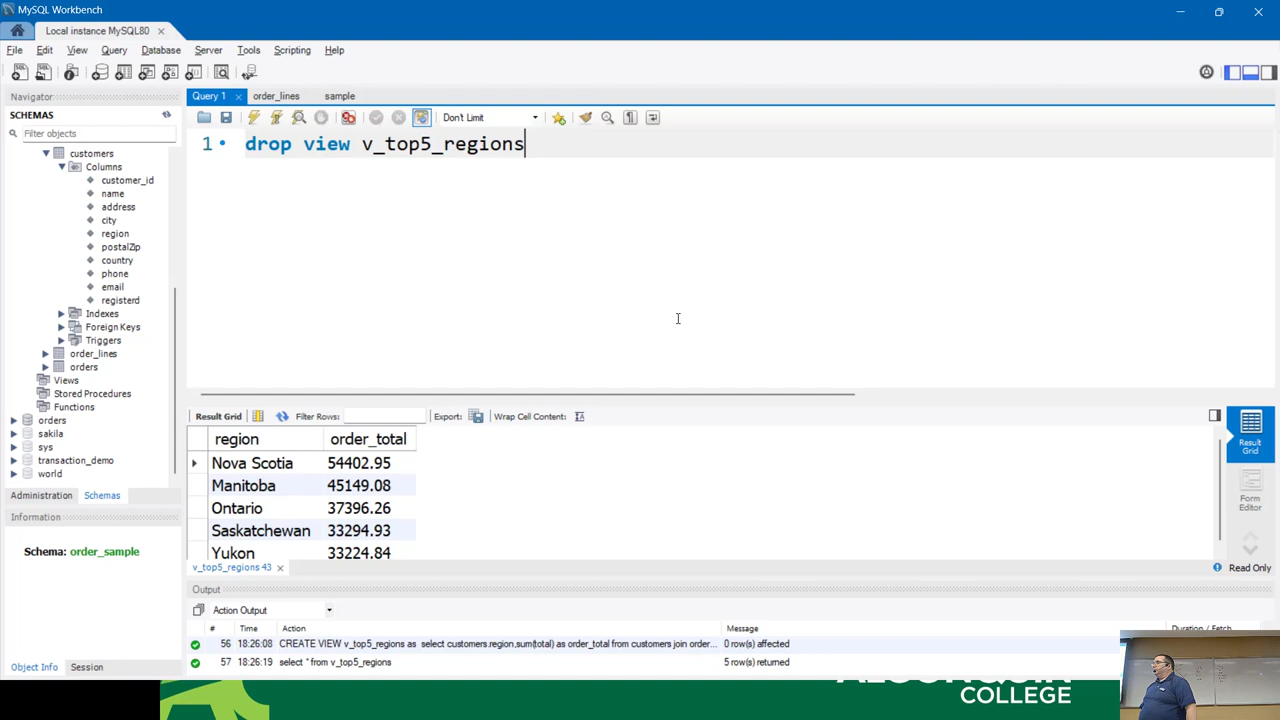 MySQL Workbench
Local instance MySQL80
File Edit View Query Database Server Tools Scripting Help
Navigator
SCHEMAS
Filter objects
customers
Columns
customer_id
name
address
city
region
postalZip
country
phone
email
registerd
Indexes
Foreign Keys
Triggers
order_lines
orders
Views
Stored Procedures
Functions
orders
sakila
sys
transaction_demo
world
Administration Schemas
Information
Schema: order_sample
Object Info Session
Query 1 order_lines sample
Don't Limit
1 drop view v_top5_regions
Result Grid Filter Rows: Export: Wrap Cell Content:
region order_total
Nova Scotia 54402.95
Manitoba 45149.08
Ontario 37396.26
Saskatchewan 33294.93
Yukon 33224.84
Result Grid
Form Editor
v_top5_regions 43
Read Only
Output
Action Output
# Time Action Message Duration / Fetch
56 18:26:08 CREATE VIEW v_top5_regions as select customers.region,sum(total) as order_total from customers join order... 0 row(s) affected
57 18:26:19 select * from v_top5_regions 5 row(s) returned
ALGONQUIN
COLLEGE